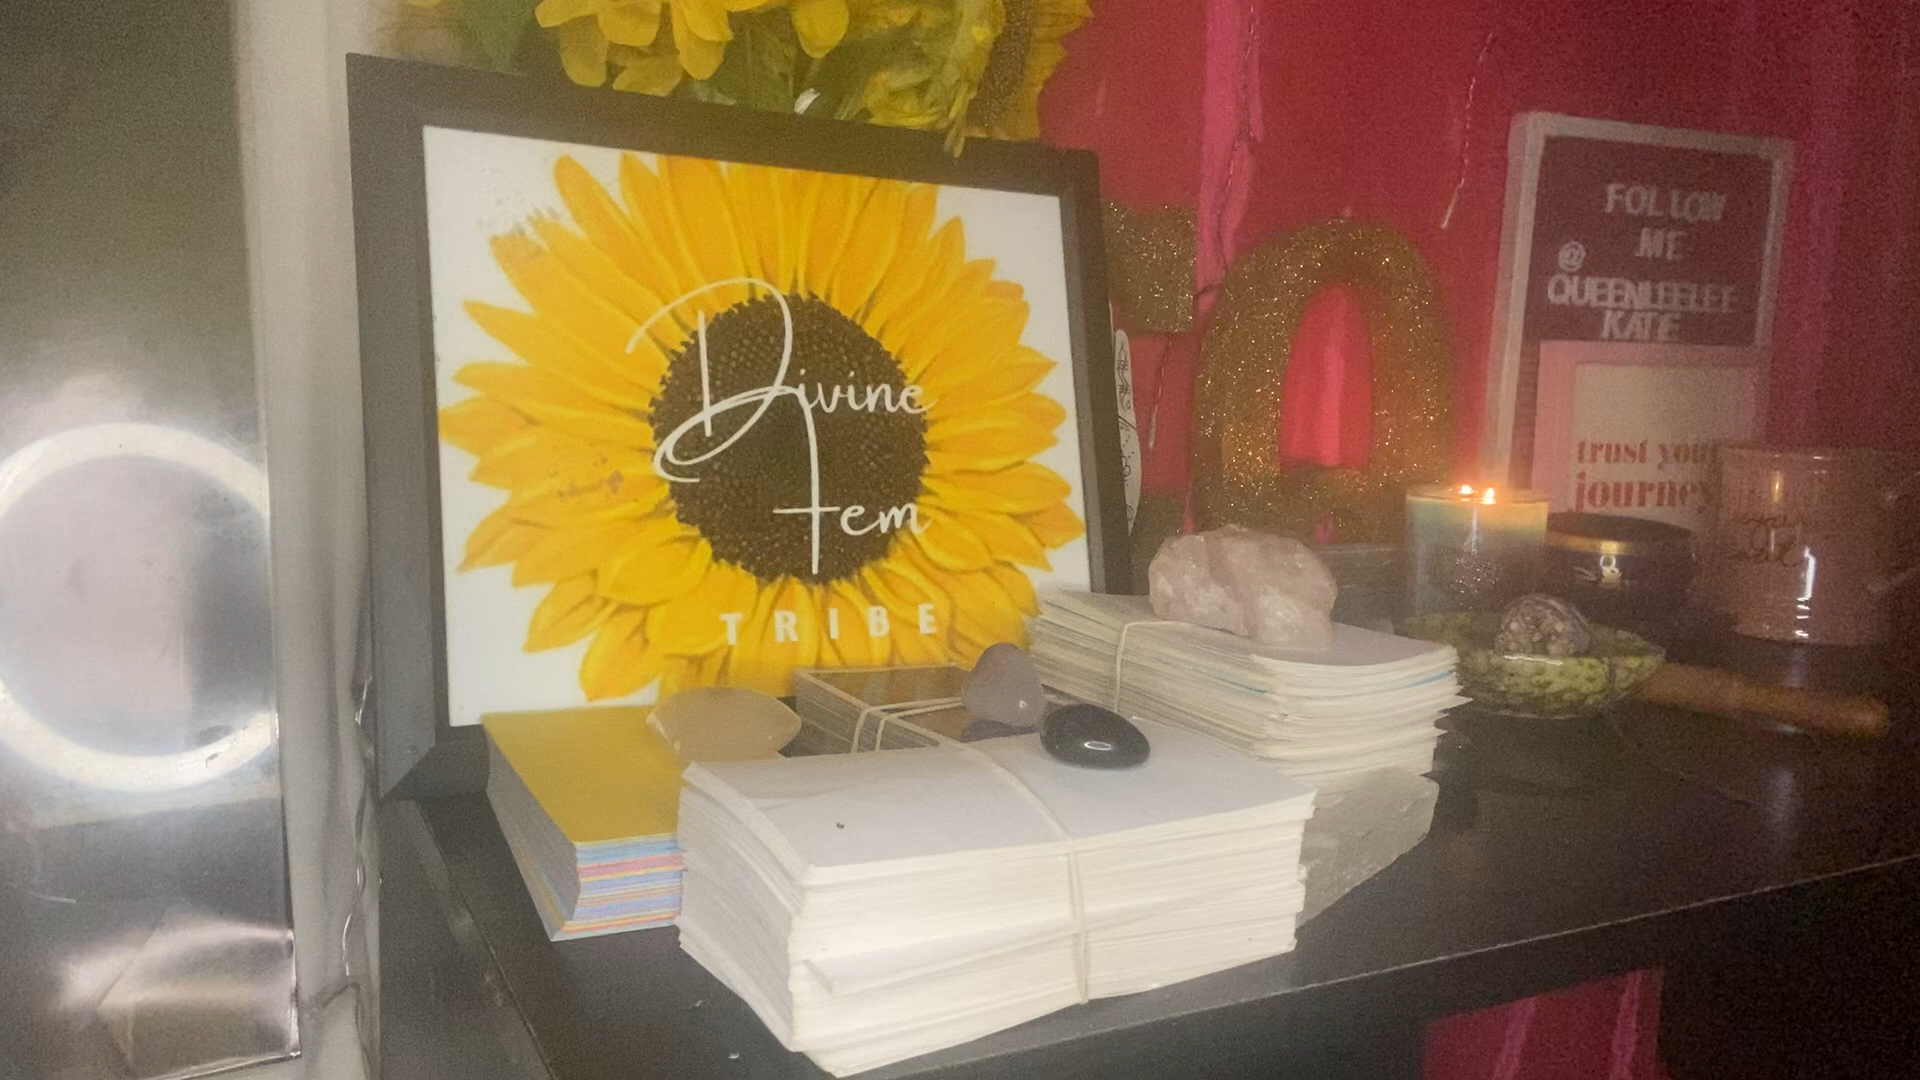 Divine
Fem
TRIBE
FOLLOW
ME
@
QUEENLEELEE
KATE
trust your
journey